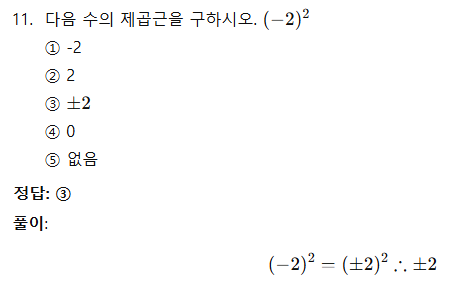 11. 다음 수의 제곱근을 구하시오. (−2)²
① -2
② 2
③ ±2
④ 0
⑤ 없음
정답: ③
풀이:
(−2)² = (±2)² ∴ ±2